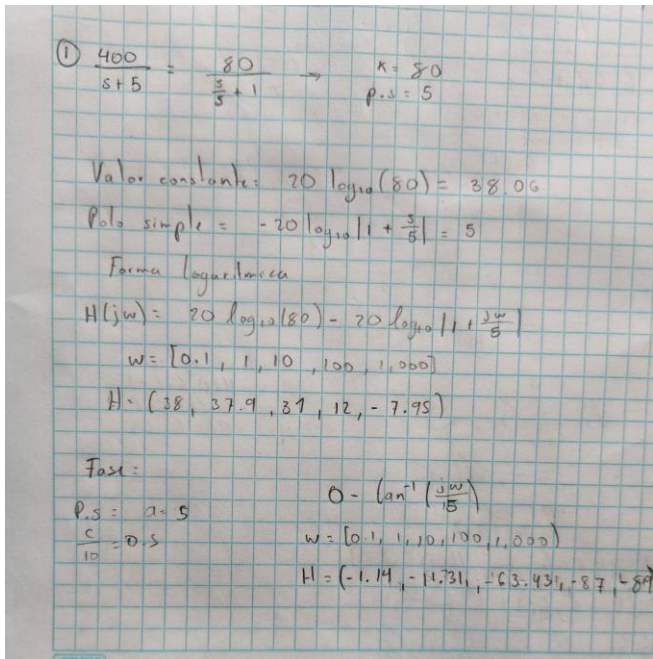 ① 400/(s+5) = 80/(s/5 + 1) → K = 80
p.s = 5
Valor constante: 20 log₁₀(80) = 38.06
Polo simple = -20 log₁₀|1 + s/5| = 5
Forma logarítmica
H(jw) = 20 log₁₀(80) - 20 log₁₀|1 + jw/5|
w = [0.1, 1, 10, 100, 1,000]
H = (38, 37.9, 31, 12, -7.95)
Fase:
0 - tan⁻¹(jw/5)
P.s = a = 5
c/10 = 0.5
w = [0.1, 1, 10, 100, 1,000)
H = (-1.14, -11.31, -63.43, -87, -89)